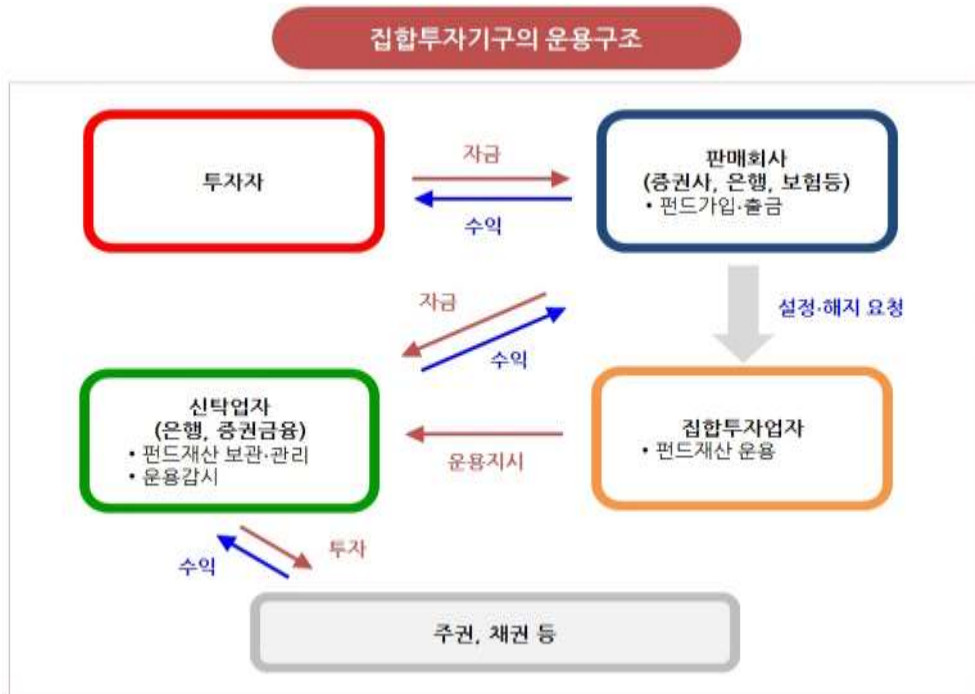 집합투자기구의 운용구조
투자자
자금
수익
판매회사
(증권사, 은행, 보험등)
• 펀드가입·출금
자금
수익
설정·해지 요청
신탁업자
(은행, 증권금융)
• 펀드재산 보관·관리
• 운용감시
운용지시
집합투자업자
• 펀드재산 운용
수익
투자
주권, 채권 등